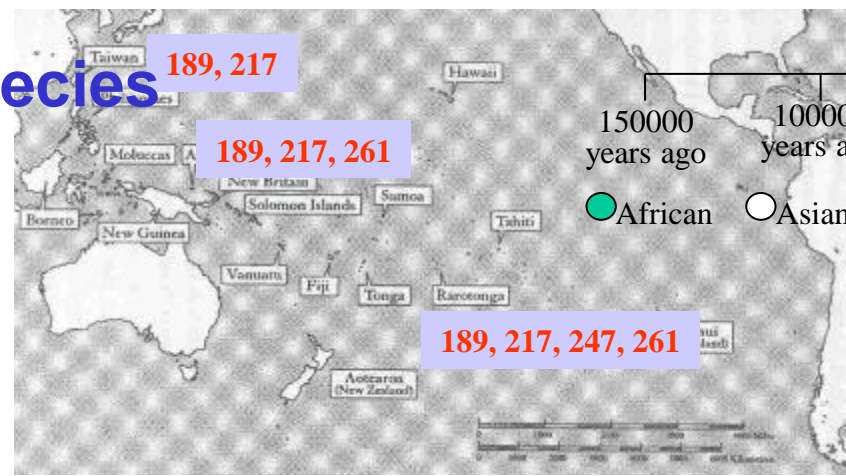 ecies
189, 217
Taiwan
Hawaii
189, 217, 261
150000
years ago
Moluccas
New Britain
Borneo
New Guinea
Solomon Islands
Samoa
Tahiti
African
Asian
Vanuatu
Fiji
Tonga
Rarotonga
189, 217, 247, 261
Aotearoa
(New Zealand)